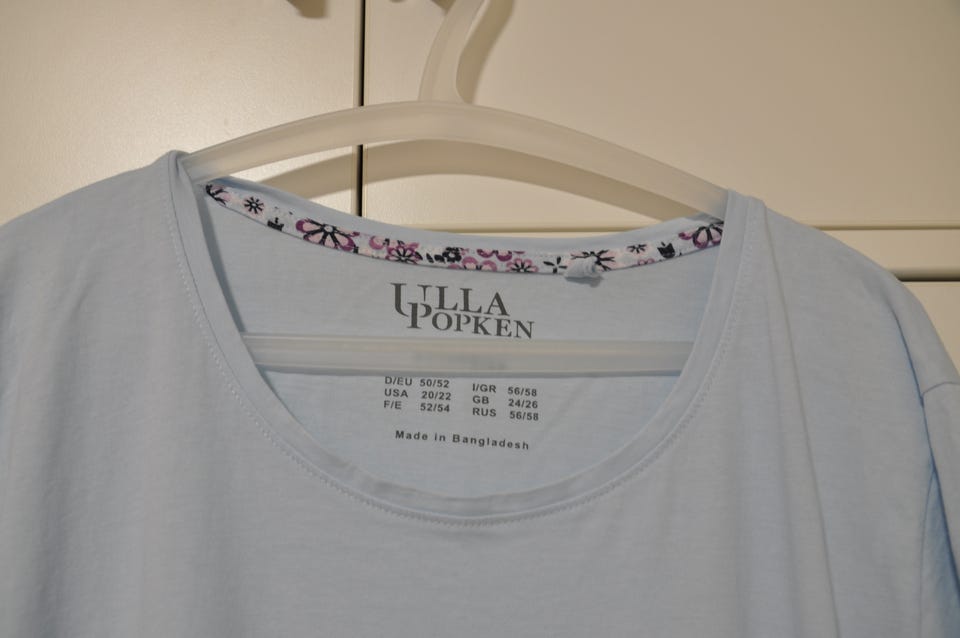 ULLA
POPKEN
D/EU 50/52 I/GR 56/58
USA 20/22 GB 24/26
F/E 52/54 RUS 56/58
Made in Bangladesh